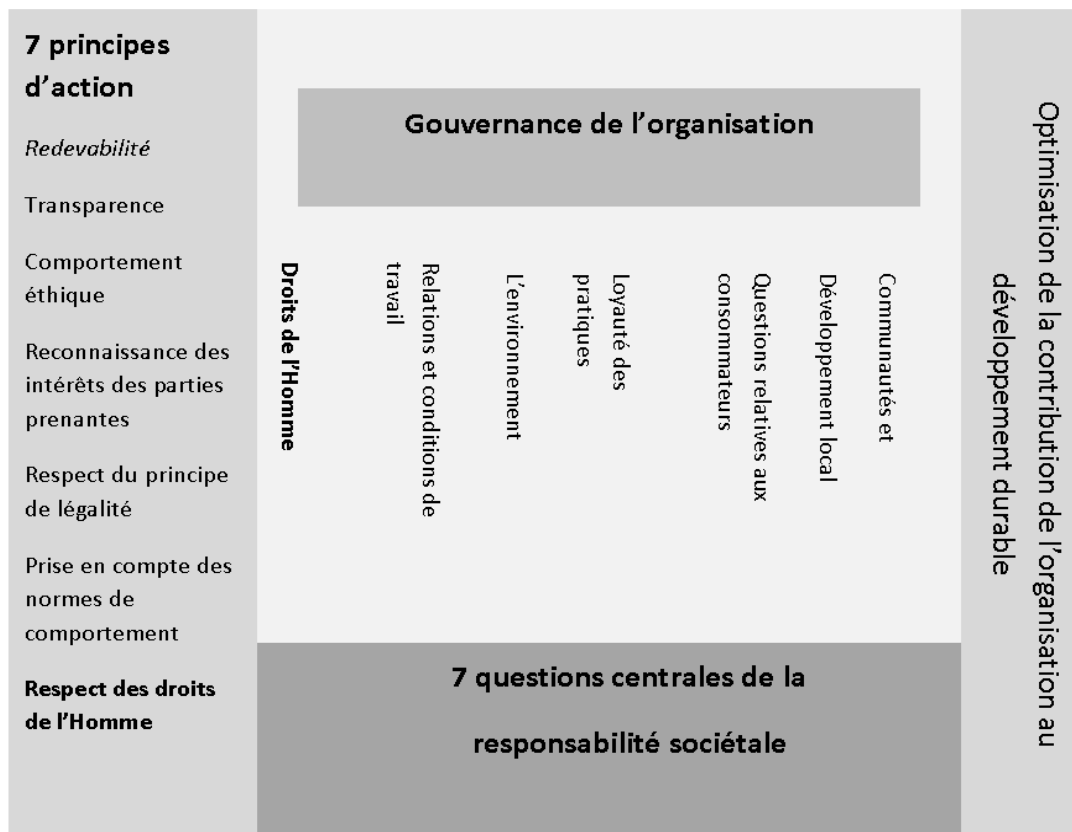 7 principes
d'action
Redevabilité
Transparence
Comportement
éthique
Reconnaissance des
intérêts des parties
prenantes
Respect du principe
de légalité
Prise en compte des
normes de
comportement
Respect des droits
de l'Homme
Gouvernance de l'organisation
Droits de l'Homme
Relations et conditions de
travail
L'environnement
Loyauté des
pratiques
Questions relatives aux
consommateurs
Communautés et
Développement local
7 questions centrales de la
responsabilité sociétale
Optimisation de la contribution de l'organisation au
développement durable